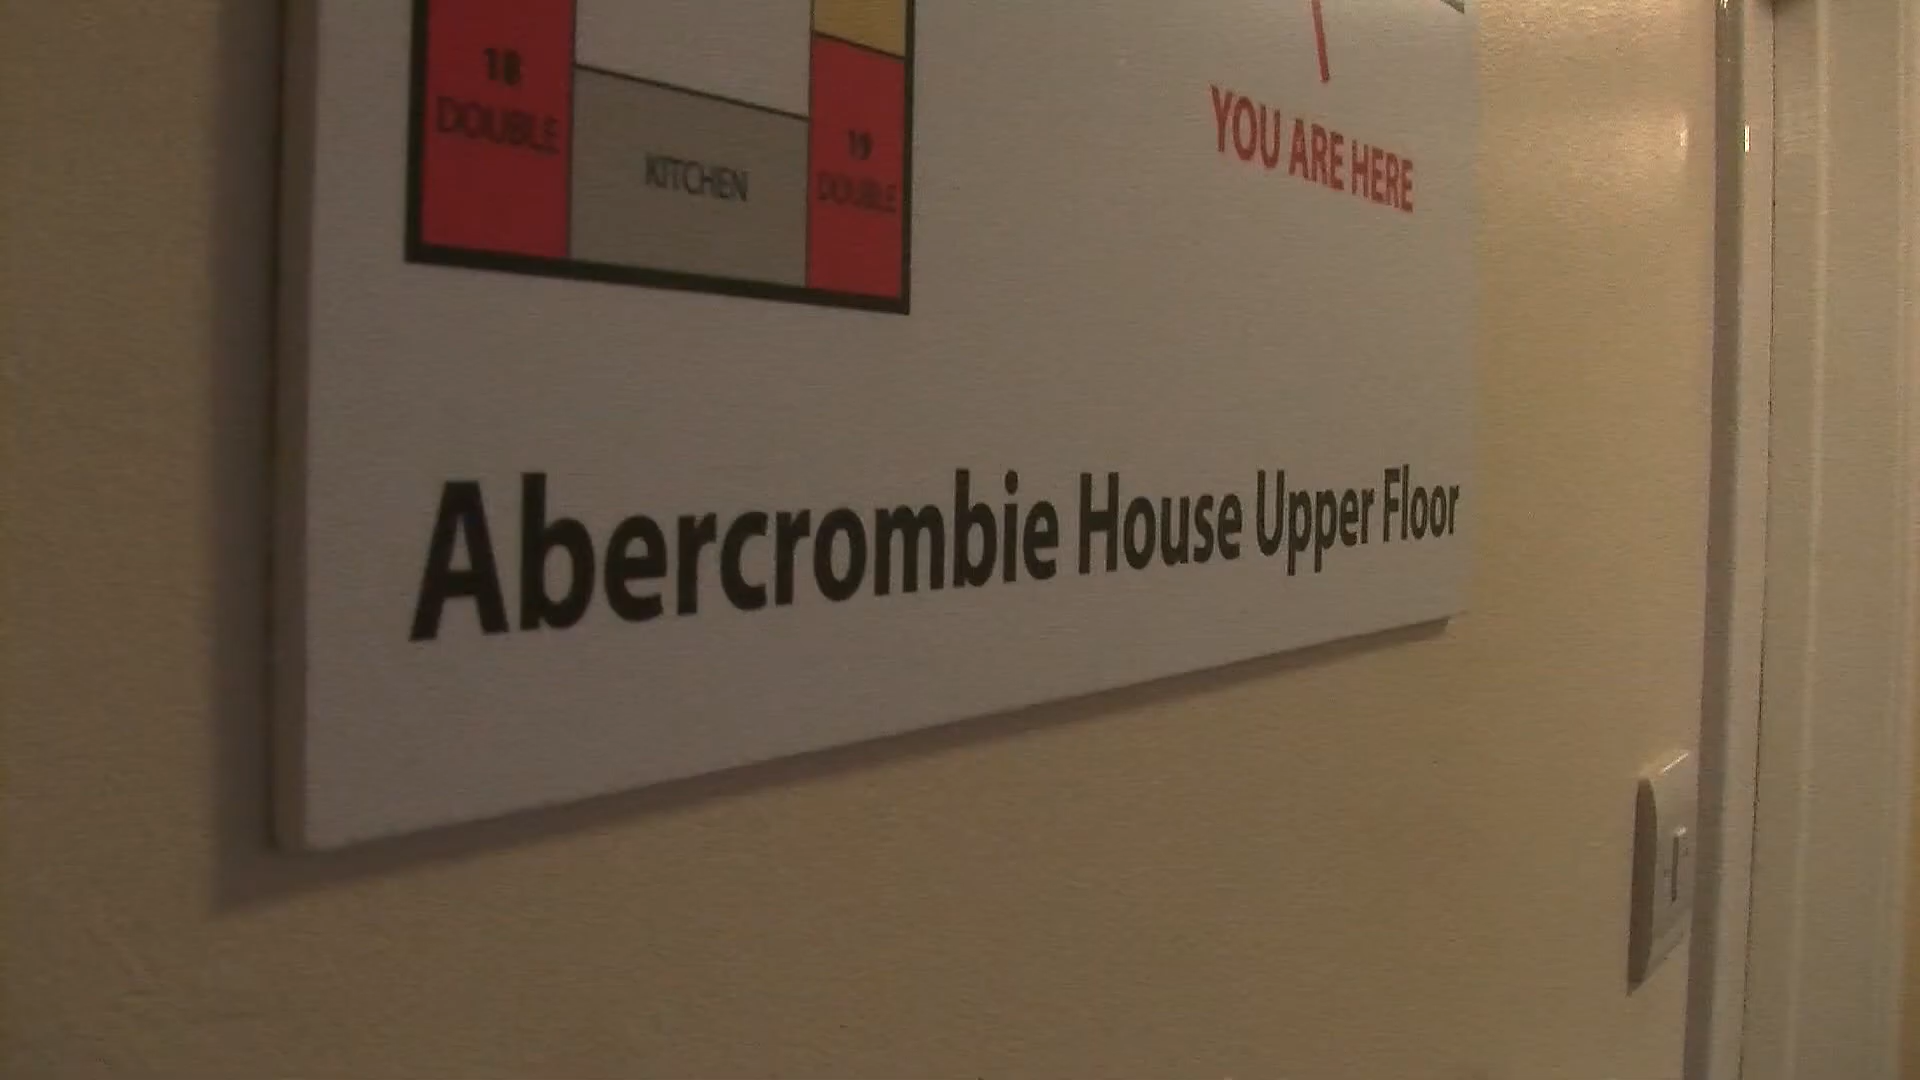 18
DOUBLE
KITCHEN
19
DOUBLE
YOU ARE HERE
Abercrombie House Upper Floor